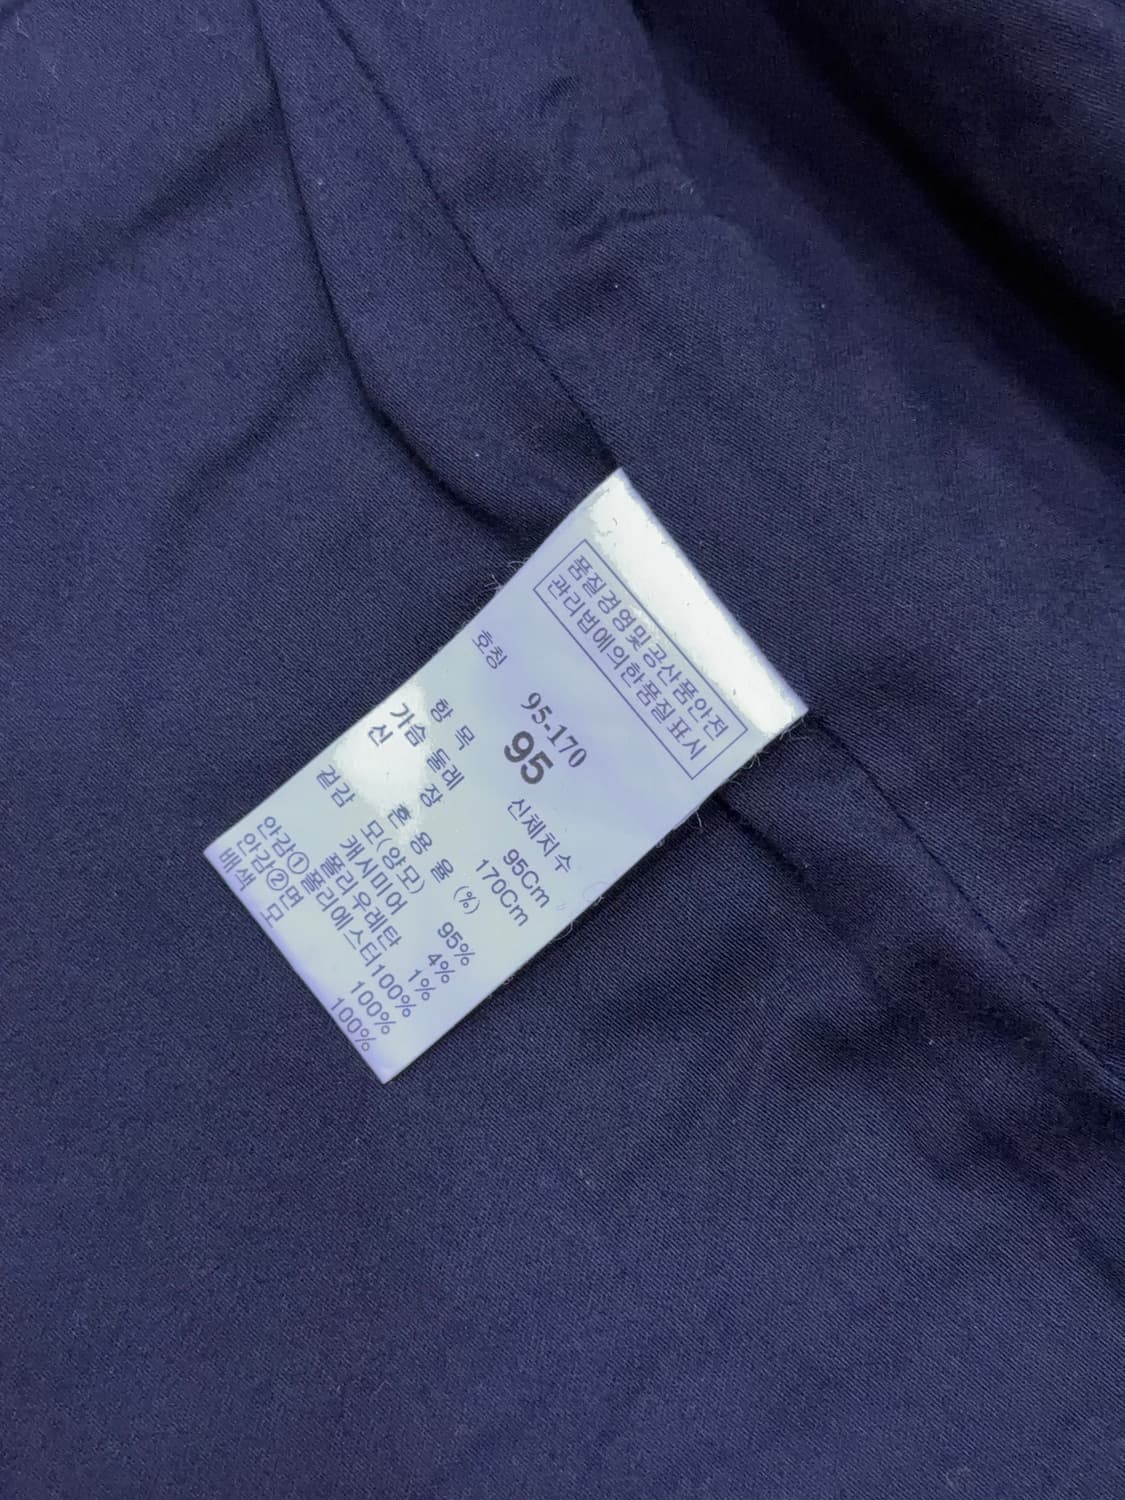 품질경영및공산품안전
관리법에의한품질표시
호칭 95-170
95
항 목 신체치수
가슴 둘레 95Cm
신 장 170Cm
혼 용 율 (%)
겉감 모(양모) 95%
캐시미어 4%
폴리우레탄 1%
안감①폴리에스터100%
안감②면 100%
배색 모 100%